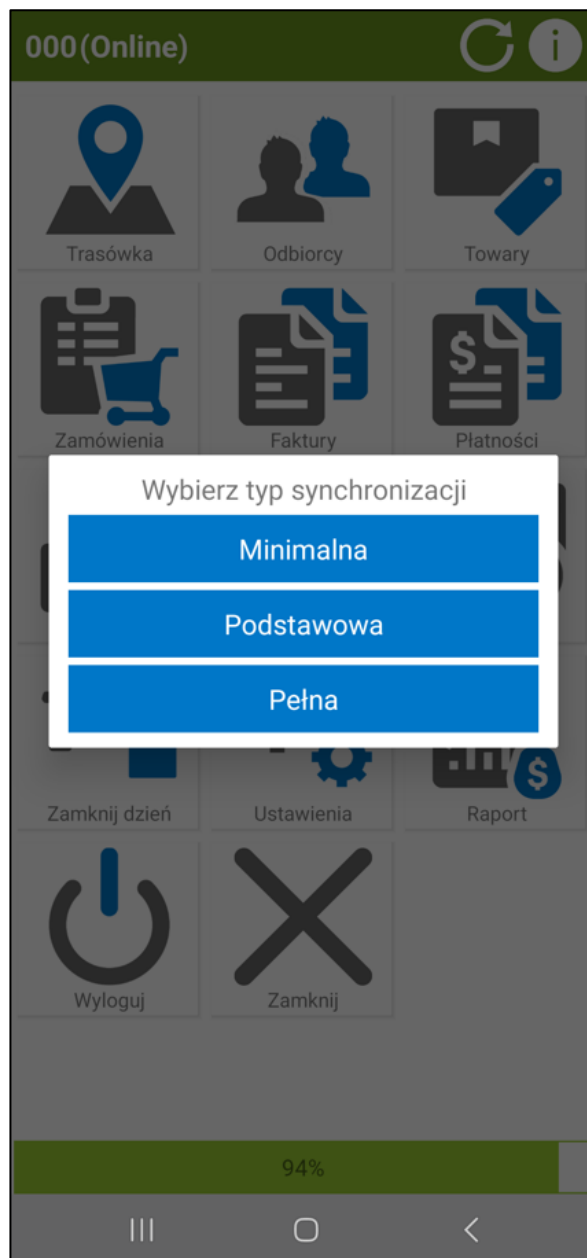 000(Online)
Trasówka
Odbiorcy
Towary
Zamówienia
Faktury
Płatności
Wybierz typ synchronizacji
Minimalna
Podstawowa
Pełna
Zamknij dzień
Ustawienia
Raport
Wyloguj
Zamknij
94%